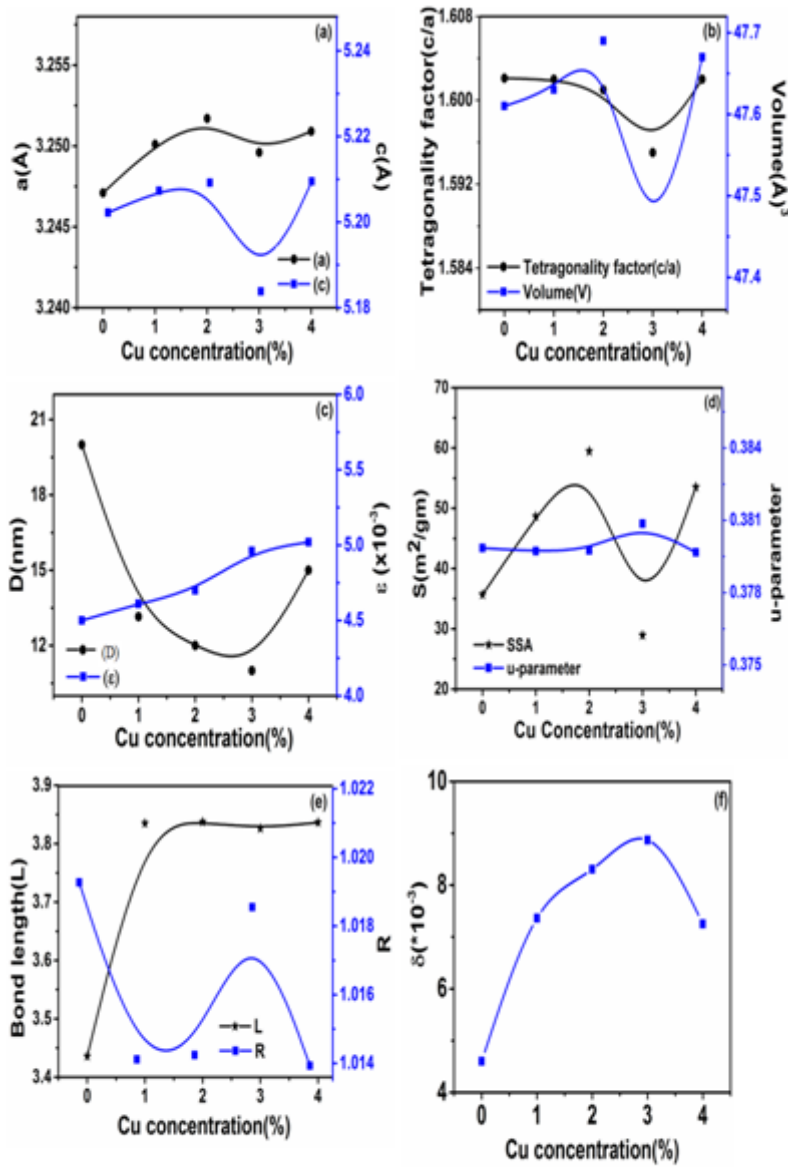 (a)
3.255
3.250
3.245
3.240
a(Å)
5.24
5.22
5.20
5.18
c(Å)
(a)
(c)
0 1 2 3 4
Cu concentration(%)
(b)
1.608
1.600
1.592
1.584
Tetragonality factor(c/a)
47.7
47.6
47.5
47.4
Volume(Å)3
Tetragonality factor(c/a)
Volume(V)
0 1 2 3 4
Cu concentration(%)
(c)
21
18
15
12
D(nm)
6.0
5.5
5.0
4.5
4.0
ε (x10-3)
(D)
(ε)
0 1 2 3 4
Cu concentration(%)
(d)
70
60
50
40
30
20
S(m2/gm)
0.384
0.381
0.378
0.375
u-parameter
SSA
u-parameter
0 1 2 3 4
Cu Concentration(%)
(e)
3.9
3.8
3.7
3.6
3.5
3.4
Bond length(L)
1.022
1.020
1.018
1.016
1.014
R
L
R
0 1 2 3 4
Cu concentration(%)
(f)
10
8
6
4
δ(*10-3)
0 1 2 3 4
Cu concentration(%)